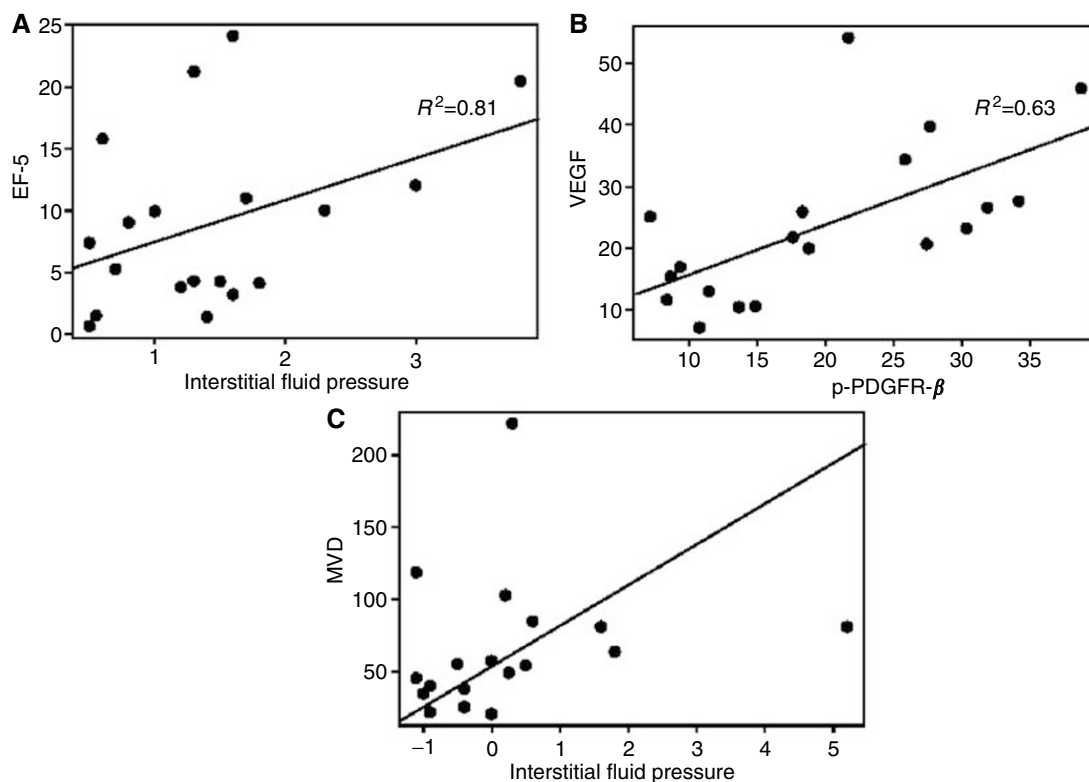 A
25
20
15
10
5
0
EF-5
R²=0.81
1 2 3
Interstitial fluid pressure
B
50
40
30
20
10
VEGF
R²=0.63
10 15 20 25 30 35
p-PDGFR-β
C
200
150
100
50
MVD
−1 0 1 2 3 4 5
Interstitial fluid pressure